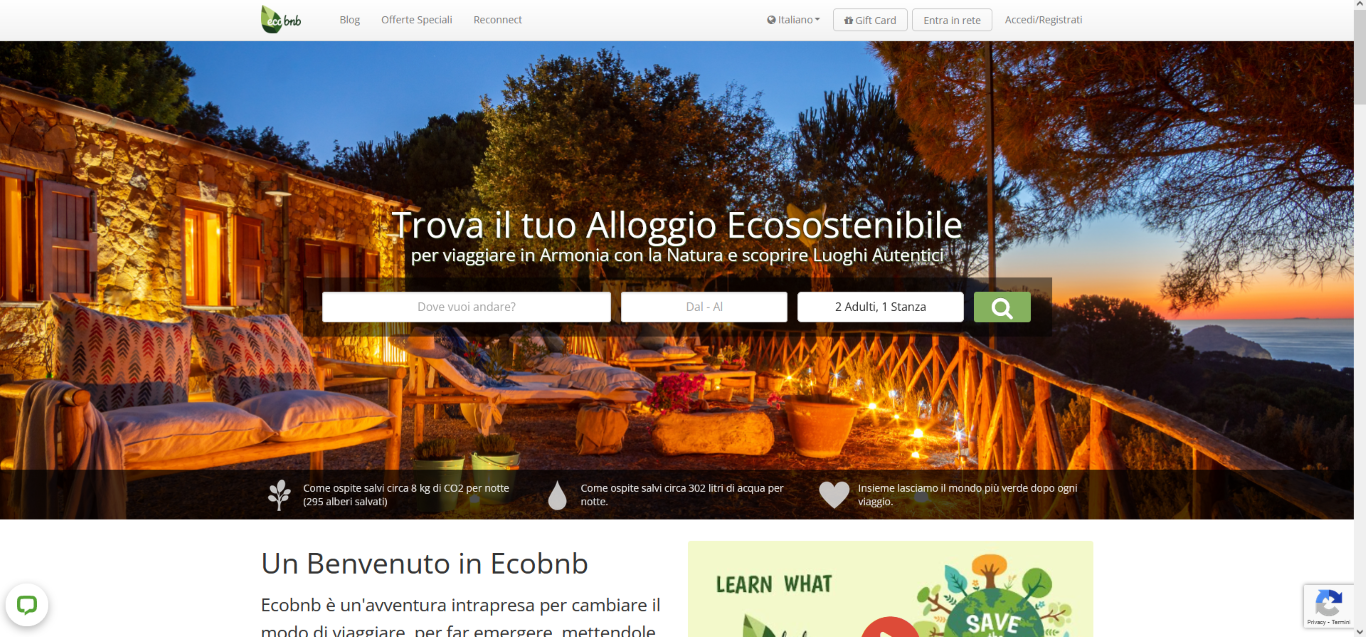 eco bnb
Blog
Offerte Speciali
Reconnect
Italiano
Gift Card
Entra in rete
Accedi/Registrati
Trova il tuo Alloggio Ecosostenibile
per viaggiare in Armonia con la Natura e scoprire Luoghi Autentici
Dove vuoi andare?
Dal - Al
2 Adulti, 1 Stanza
Come ospite salvi circa 8 kg di CO2 per notte
(295 alberi salvati)
Come ospite salvi circa 302 litri di acqua per
notte.
Insieme lasciamo il mondo più verde dopo ogni
viaggio.
Un Benvenuto in Ecobnb
Ecobnb è un'avventura intrapresa per cambiare il
modo di viaggiare, per far emergere, mettendole
LEARN WHAT
SAVE
Privacy - Termini